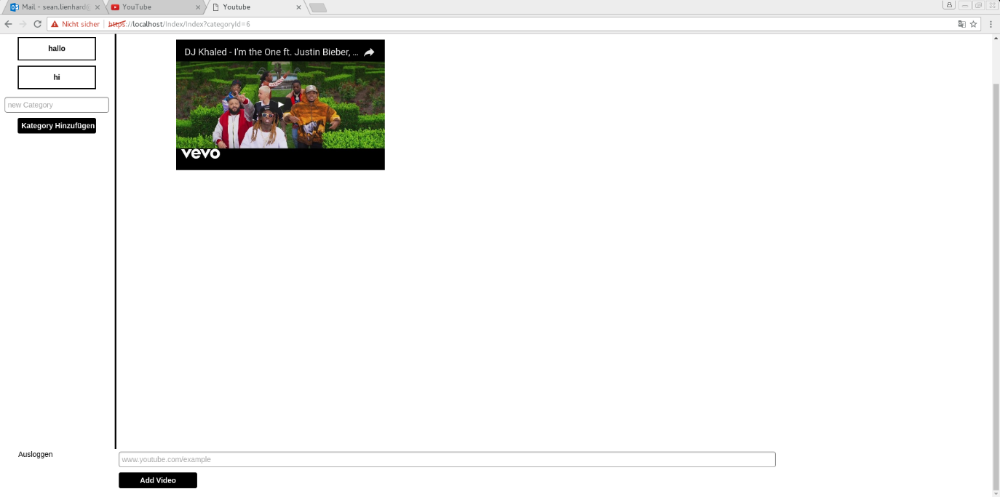 Mail - sean.lienhard@
YouTube
Youtube
Nicht sicher
https://localhost/Index/Index?categoryId=6
hallo
hi
new Category
Kategory Hinzufügen
DJ Khaled - I'm the One ft. Justin Bieber, ...
vevo
Ausloggen
www.youtube.com/example
Add Video